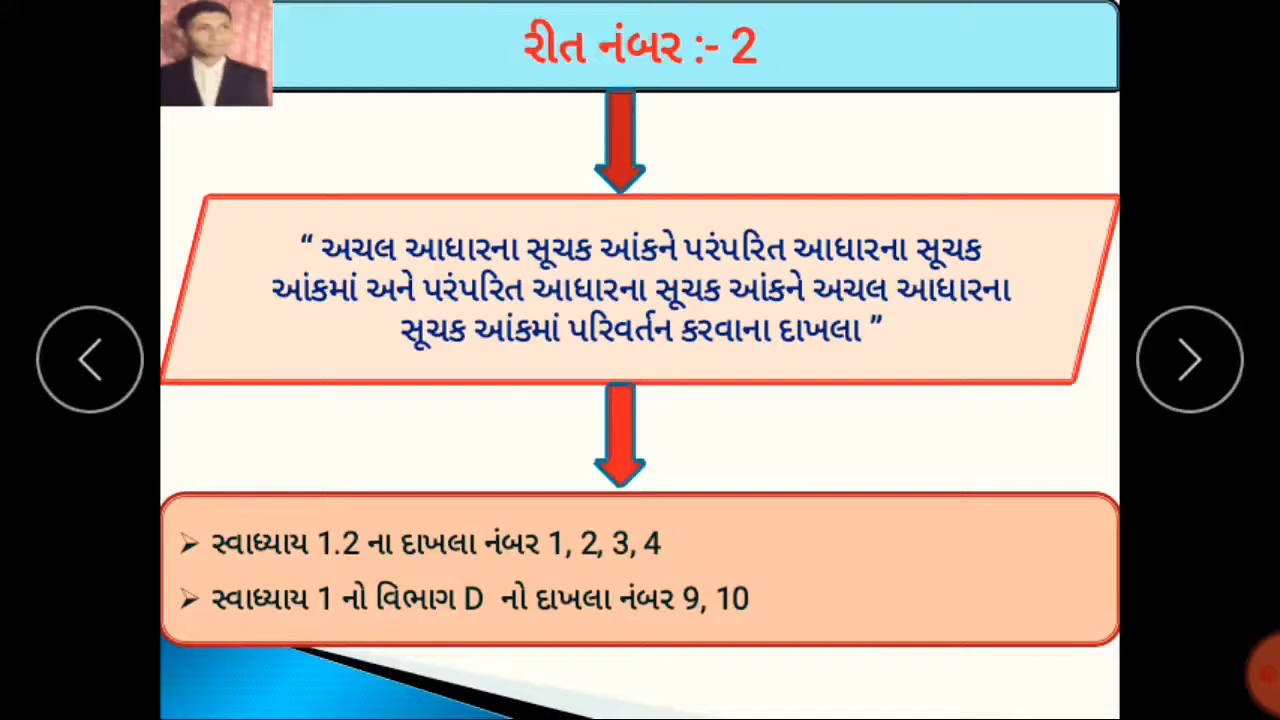 રીત નંબર :- 2
“ અચલ આધારના સૂચક આંકને પરંપરિત આધારના સૂચક
આંકમાં અને પરંપરિત આધારના સૂચક આંકને અચલ આધારના
સૂચક આંકમાં પરિવર્તન કરવાના દાખલા ”
➢ સ્વાધ્યાય 1.2 ના દાખલા નંબર 1, 2, 3, 4
➢ સ્વાધ્યાય 1 નો વિભાગ D નો દાખલા નંબર 9, 10